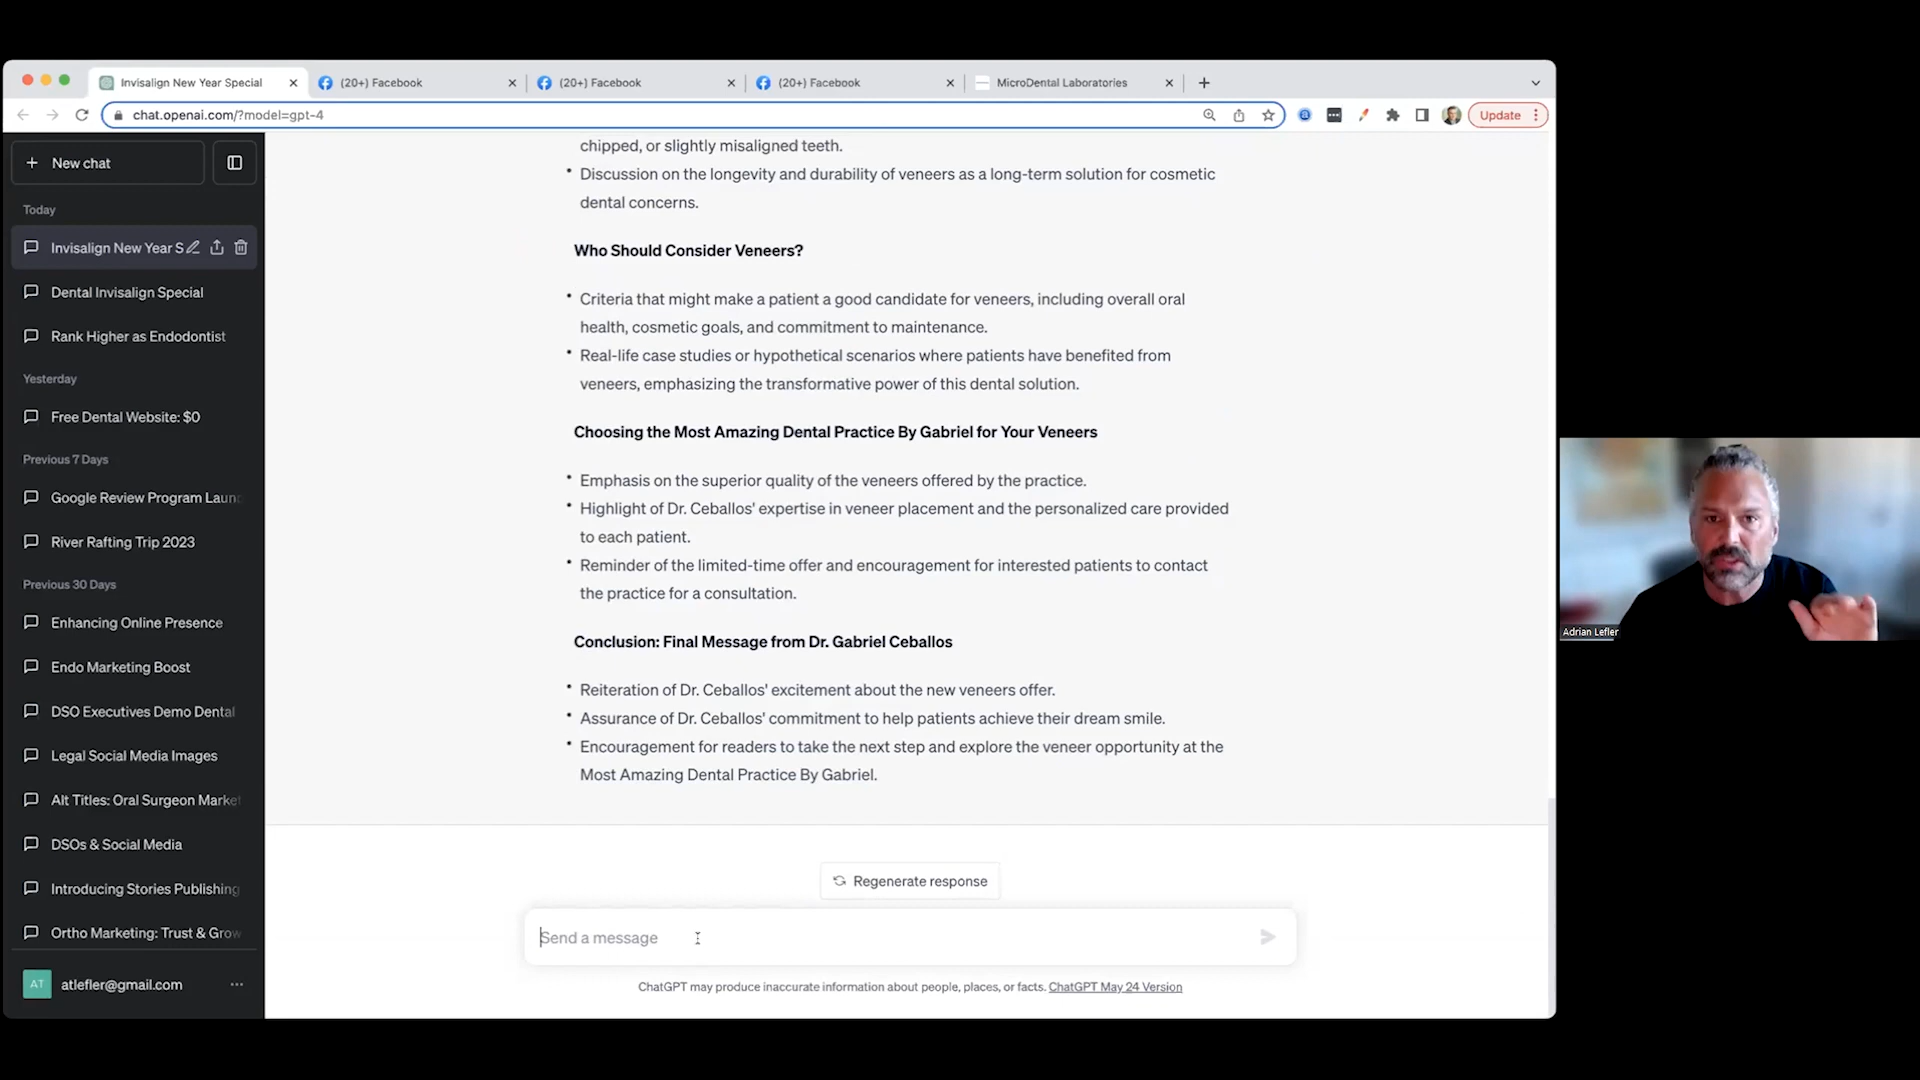 Invisalign New Year Special
(20+) Facebook
(20+) Facebook
(20+) Facebook
MicroDental Laboratories
chat.openai.com/?model=gpt-4
Update
New chat
Today
Invisalign New Year S
Dental Invisalign Special
Rank Higher as Endodontist
Yesterday
Free Dental Website: $0
Previous 7 Days
Google Review Program Laun
River Rafting Trip 2023
Previous 30 Days
Enhancing Online Presence
Endo Marketing Boost
DSO Executives Demo Dental
Legal Social Media Images
Alt Titles: Oral Surgeon Market
DSOs & Social Media
Introducing Stories Publishing
Ortho Marketing: Trust & Grow
AT
atlefler@gmail.com
chipped, or slightly misaligned teeth.
• Discussion on the longevity and durability of veneers as a long-term solution for cosmetic
dental concerns.
Who Should Consider Veneers?
• Criteria that might make a patient a good candidate for veneers, including overall oral
health, cosmetic goals, and commitment to maintenance.
• Real-life case studies or hypothetical scenarios where patients have benefited from
veneers, emphasizing the transformative power of this dental solution.
Choosing the Most Amazing Dental Practice By Gabriel for Your Veneers
• Emphasis on the superior quality of the veneers offered by the practice.
• Highlight of Dr. Ceballos' expertise in veneer placement and the personalized care provided
to each patient.
• Reminder of the limited-time offer and encouragement for interested patients to contact
the practice for a consultation.
Conclusion: Final Message from Dr. Gabriel Ceballos
• Reiteration of Dr. Ceballos' excitement about the new veneers offer.
• Assurance of Dr. Ceballos' commitment to help patients achieve their dream smile.
• Encouragement for readers to take the next step and explore the veneer opportunity at the
Most Amazing Dental Practice By Gabriel.
Regenerate response
Send a message
ChatGPT may produce inaccurate information about people, places, or facts. ChatGPT May 24 Version
Adrian Lefler